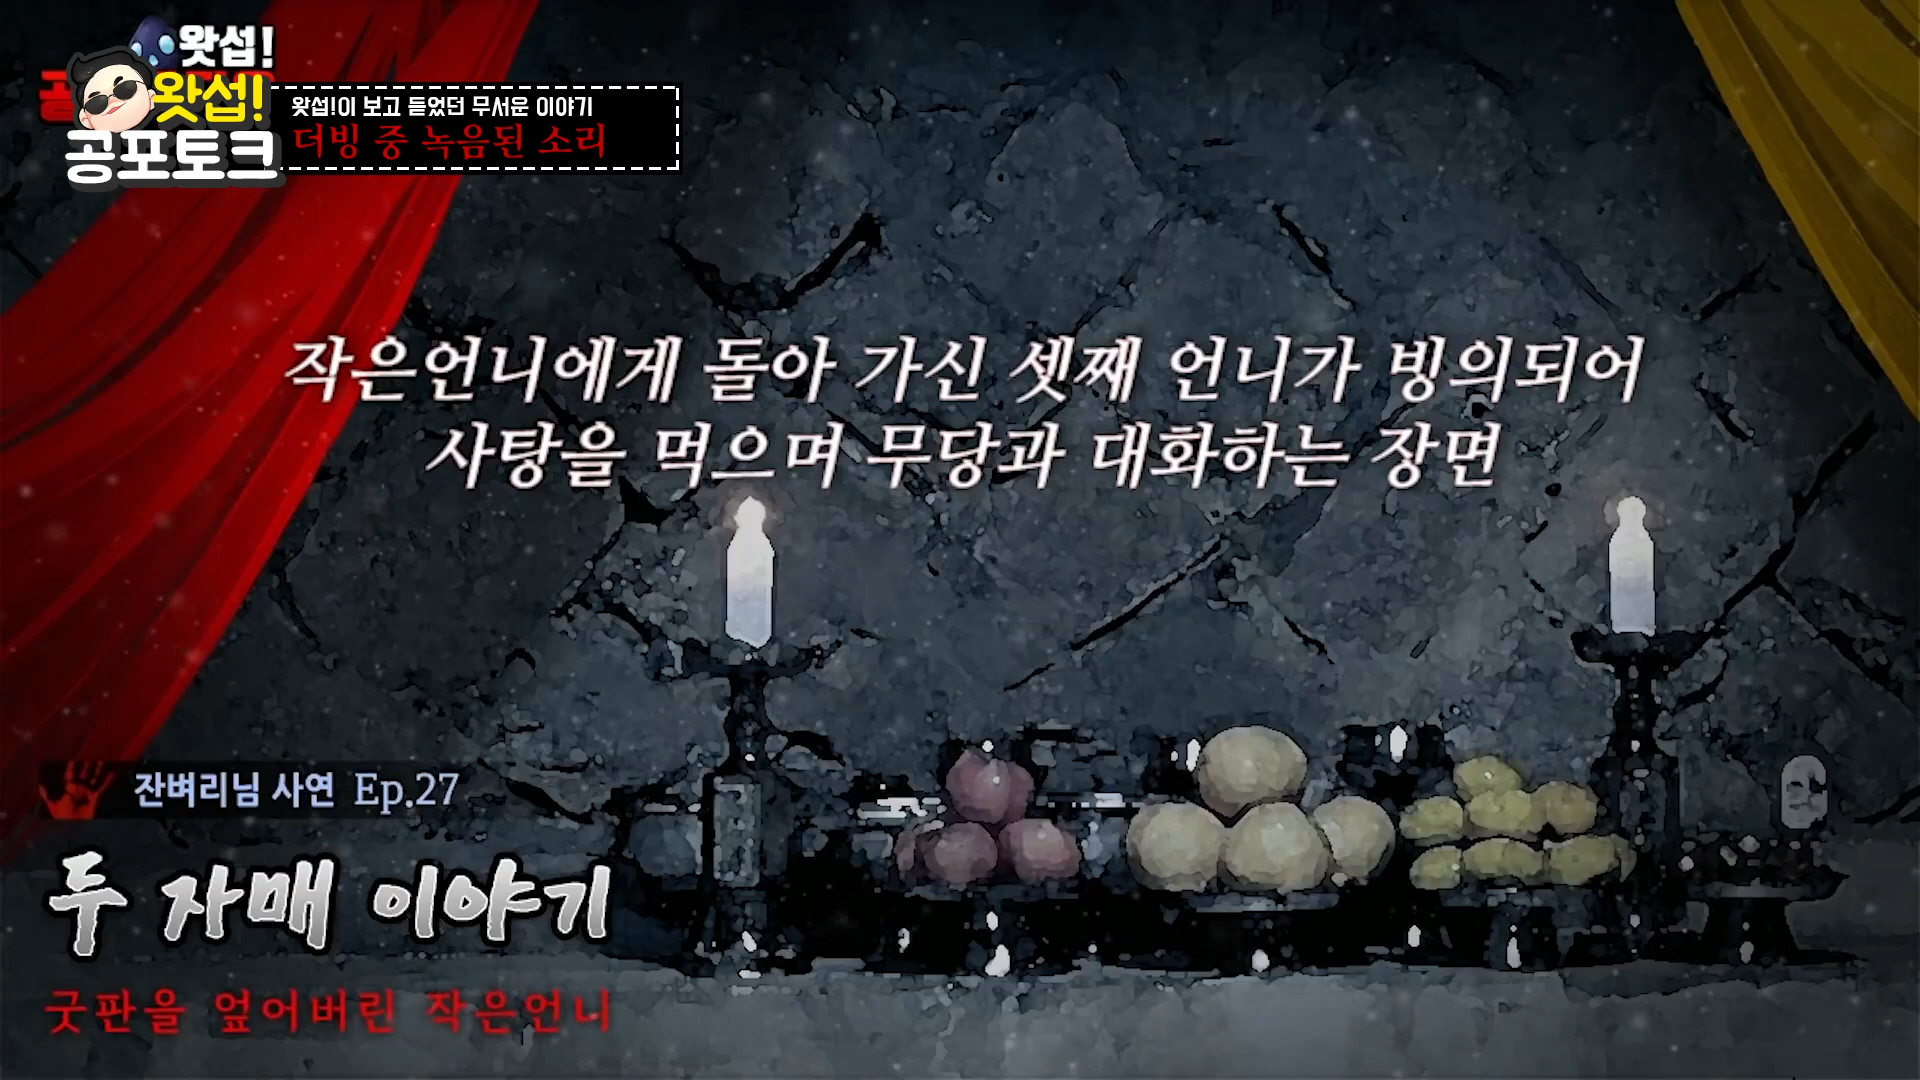 왓섭!
왓섭!
공포토크
왓섭!이 보고 듣었던 무서운 이야기
더빙 중 녹음된 소리
작은언니에게 돌아 가신 셋째 언니가 빙의되어
사탕을 먹으며 무당과 대화하는 장면
잔벼리님 사연 Ep.27
두 자매 이야기
굿판을 엎어버린 작은언니